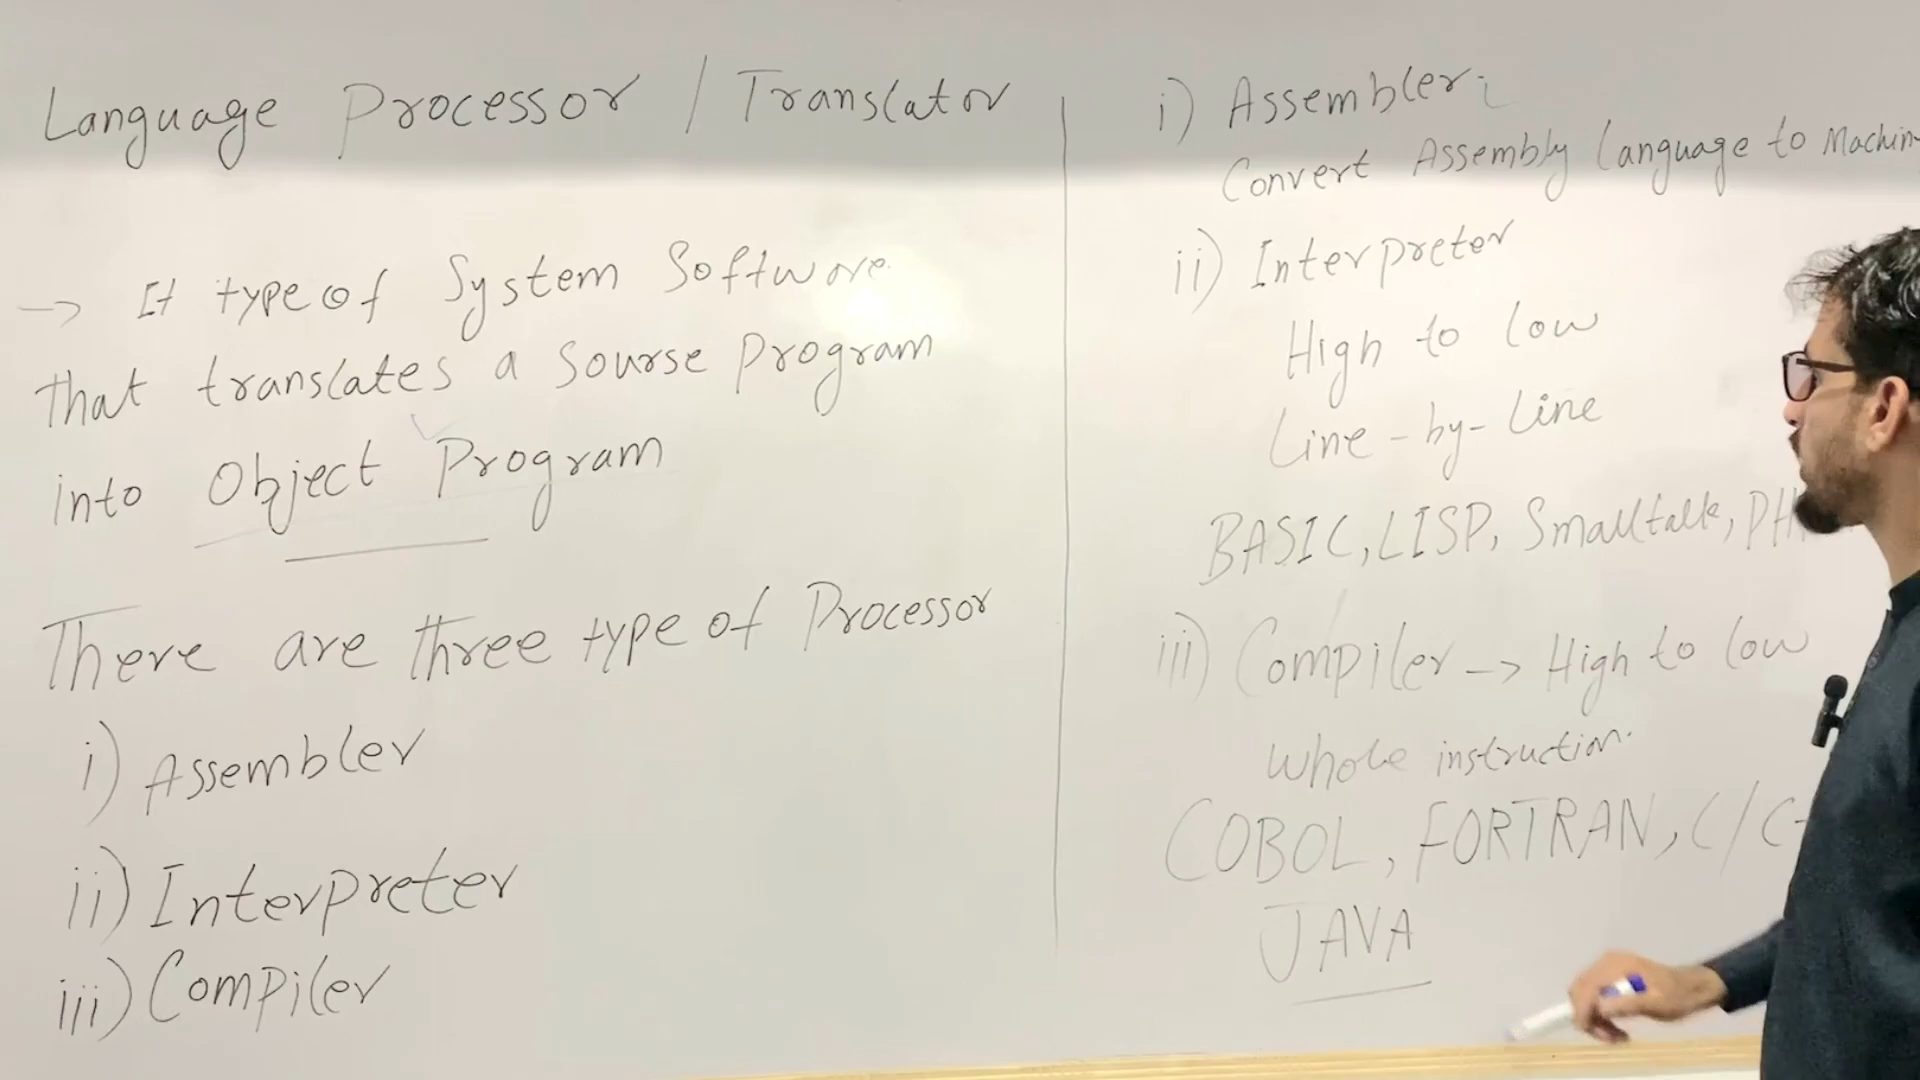 Language Processor / Translator
→ It type of System Software
that translates a Sourse Program
into Object Program
There are three type of Processor
i) Assembler
ii) Interpreter
iii) Compiler
i) Assembler:
Convert Assembly Language to Machin
ii) Interpreter
High to Low
Line-by-Line
BASIC, LISP, Smalltalk, PH
iii) Compiler → High to Low
whole instruction.
COBOL, FORTRAN, C/C
JAVA